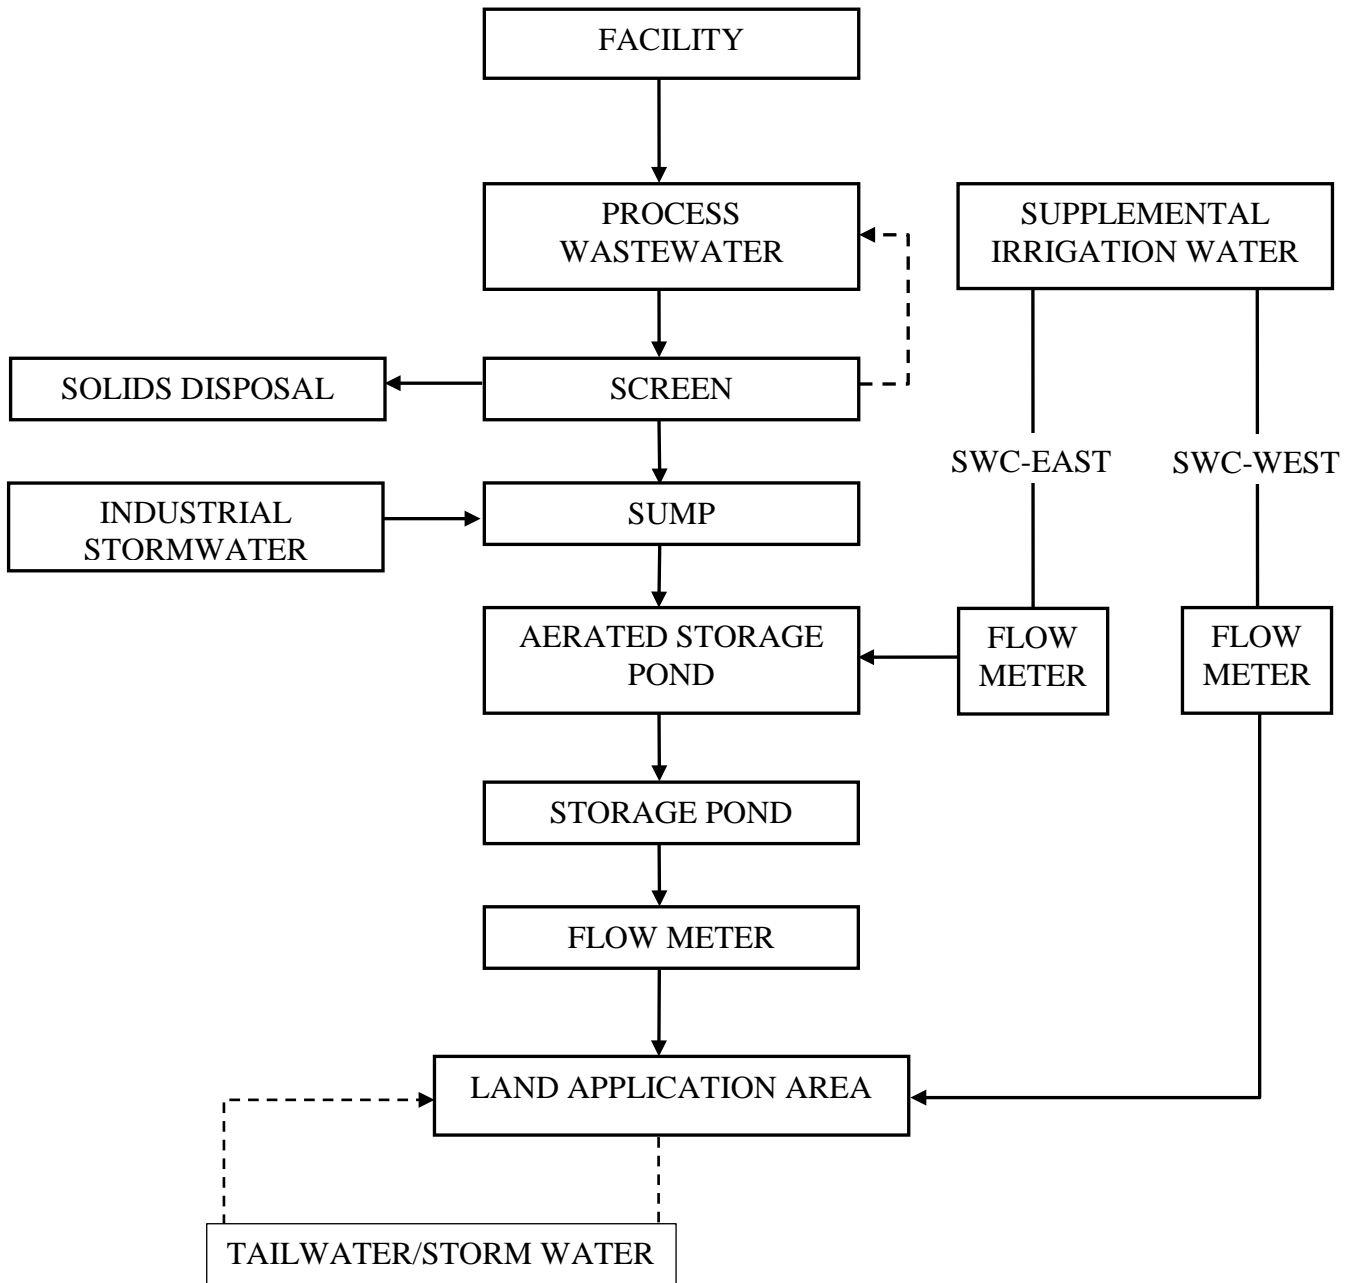 FACILITY
PROCESS
WASTEWATER
SUPPLEMENTAL
IRRIGATION WATER
SOLIDS DISPOSAL
SCREEN
SWC-EAST
SWC-WEST
INDUSTRIAL
STORMWATER
SUMP
AERATED STORAGE
POND
FLOW
METER
FLOW
METER
STORAGE POND
FLOW METER
LAND APPLICATION AREA
TAILWATER/STORM WATER